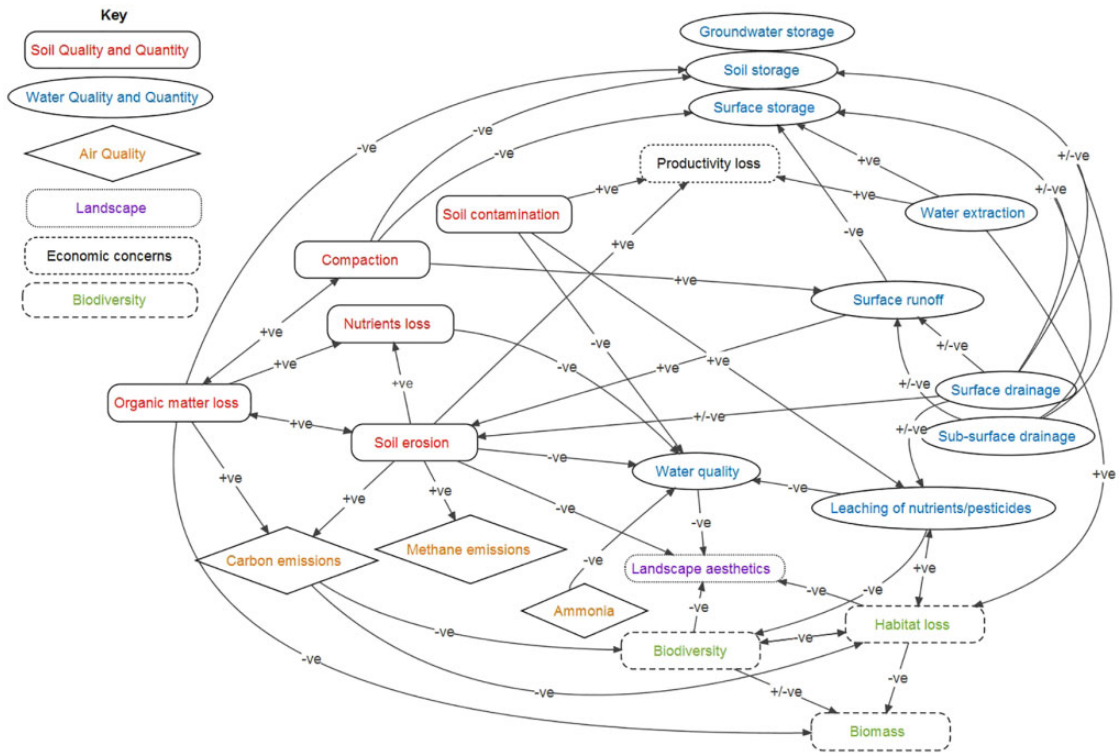 Key
Soil Quality and Quantity
Water Quality and Quantity
Air Quality
Landscape
Economic concerns
Biodiversity
Groundwater storage
Soil storage
Surface storage
-ve
-ve
-ve
+ve
+/-ve
+/-ve
Productivity loss
+ve
+ve
Soil contamination
Water extraction
-ve
+ve
Compaction
+ve
Surface runoff
Nutrients loss
+ve
+ve
-ve
-ve
+/-ve
+ve
+ve
+ve
+/-ve
Surface drainage
Organic matter loss
+ve
+/-ve
+/-ve
Sub-surface drainage
Soil erosion
-ve
Water quality
+ve
+ve
+ve
+ve
-ve
-ve
Leaching of nutrients/pesticides
-ve
Methane emissions
Carbon emissions
-ve
Landscape aesthetics
+ve
-ve
-ve
Ammonia
-ve
Habitat loss
-ve
-ve
Biodiversity
-ve
-ve
-ve
+/-ve
-ve
Biomass